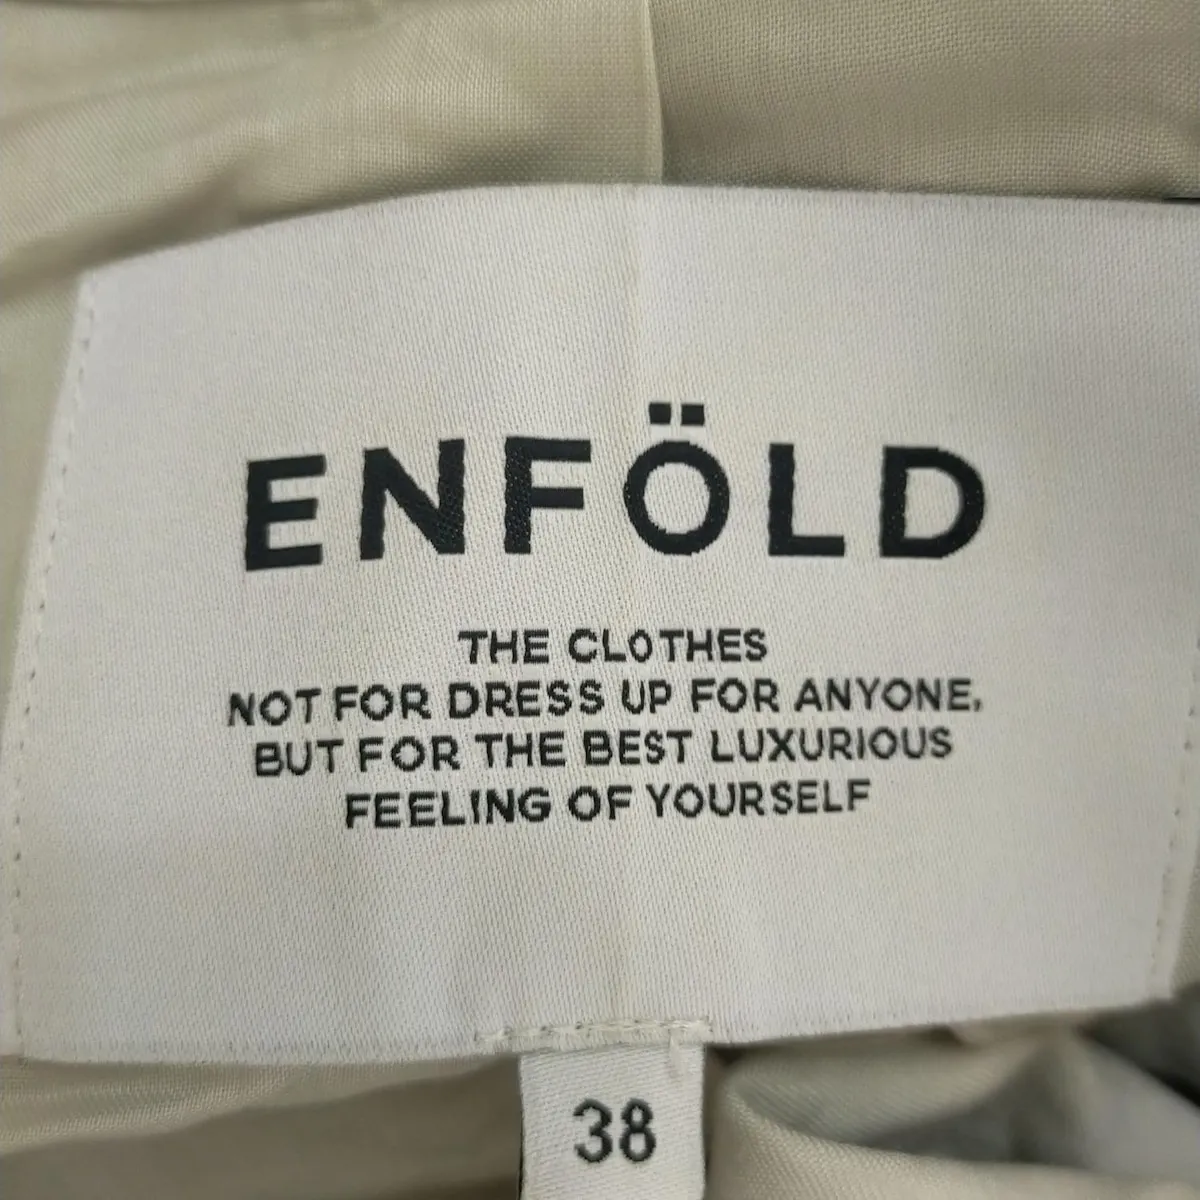 ENFÖLD
THE CLOTHES
NOT FOR DRESS UP FOR ANYONE,
BUT FOR THE BEST LUXURIOUS
FEELING OF YOURSELF
38